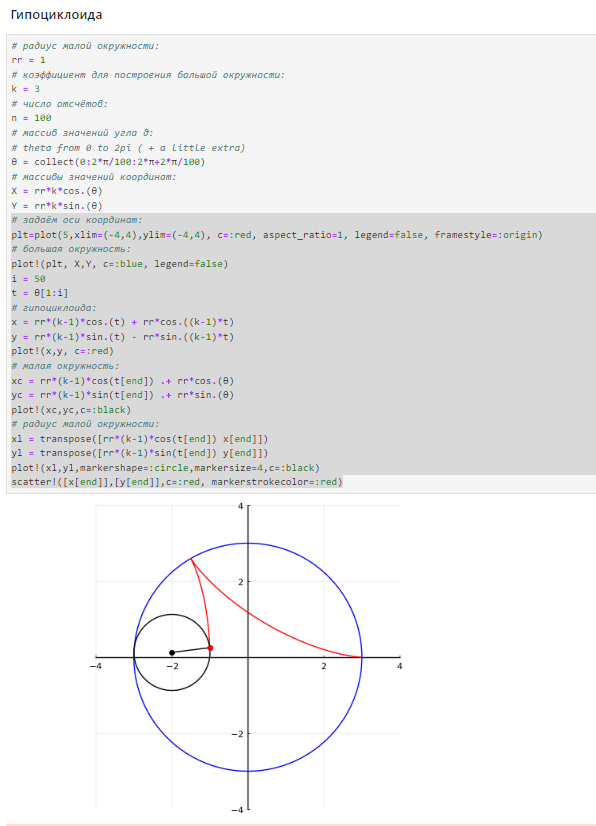 Гипоциклоида
# радиус малой окружности:
rr = 1
# коэффициент для построения большой окружности:
k = 3
# число отсчётов:
n = 100
# массив значений угла θ:
# theta from 0 to 2pi ( + a little extra)
θ = collect(0:2*π/100:2*π+2*π/100)
# массивы значений координат:
X = rr*k*cos.(θ)
Y = rr*k*sin.(θ)
# задаём оси координат:
plt=plot(5,xlim=(-4,4),ylim=(-4,4), c=:red, aspect_ratio=1, legend=false, framestyle=:origin)
# большая окружность:
plot!(plt, X,Y, c=:blue, legend=false)
i = 50
t = θ[1:i]
# гипоциклоида:
x = rr*(k-1)*cos.(t) + rr*cos.((k-1)*t)
y = rr*(k-1)*sin.(t) - rr*sin.((k-1)*t)
plot!(x,y, c=:red)
# малая окружность:
xc = rr*(k-1)*cos(t[end]) .+ rr*cos.(θ)
yc = rr*(k-1)*sin(t[end]) .+ rr*sin.(θ)
plot!(xc,yc,c=:black)
# радиус малой окружности:
xl = transpose([rr*(k-1)*cos(t[end]) x[end]])
yl = transpose([rr*(k-1)*sin(t[end]) y[end]])
plot!(xl,yl,markershape=:circle,markersize=4,c=:black)
scatter!([x[end]],[y[end]],c=:red, markerstrokecolor=:red)
4
2
−4
−2
2
4
−2
−4